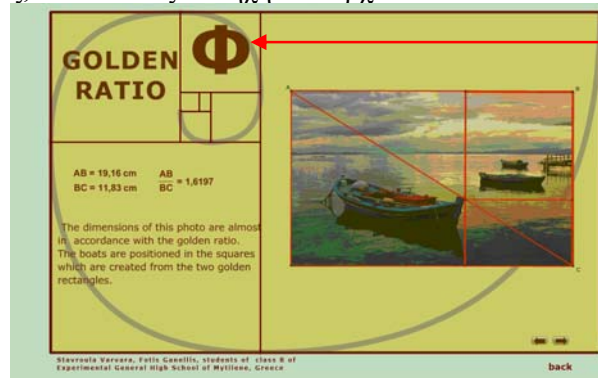 GOLDEN
RATIO
Φ
AB = 19,16 cm
BC = 11,83 cm
AB
BC
= 1,6197
The dimensions of this photo are almost
in accordance with the golden ratio.
The boats are positioned in the squares
which are created from the two golden
rectangles.
A
B
C
Stavroula Varvara, Fotis Ganellis, students of class B of
Experimental General High School of Mytilene, Greece
back